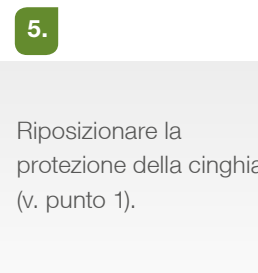 5.
Riposizionare la
protezione della cinghia
(v. punto 1).